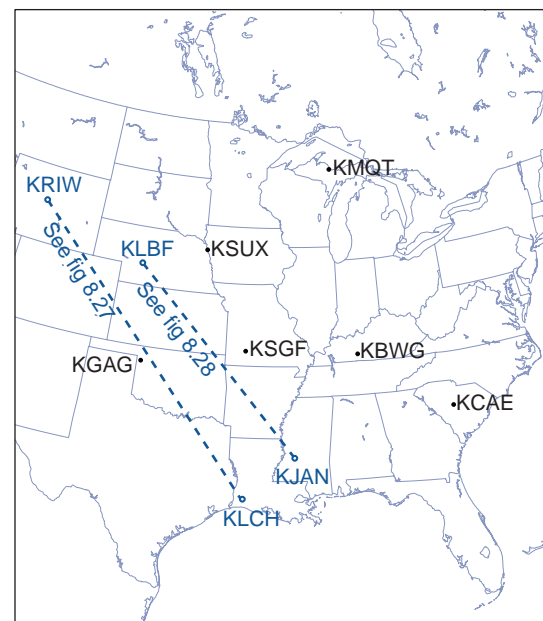 KMQT
KRIW
See fig 8.27
KLBF
KSUX
See fig 8.28
KSGF
KBWG
KGAG
KCAE
KJAN
KLCH